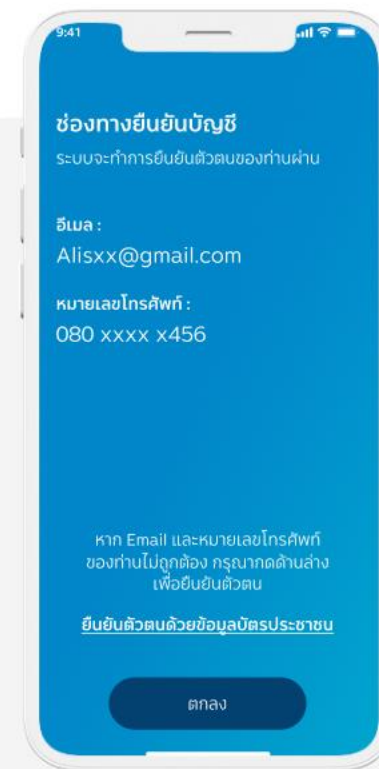 9:41
ช่องทางยืนยันบัญชี
ระบบจะทำการยืนยันตัวตนของท่านผ่าน
อีเมล :
Alisxx@gmail.com
หมายเลขโทรศัพท์ :
080 xxxx x456
หาก Email และหมายเลขโทรศัพท์
ของท่านไม่ถูกต้อง กรุณากดด้านล่าง
เพื่อยืนยันตัวตน
ยืนยันตัวตนด้วยข้อมูลบัตรประชาชน
ตกลง